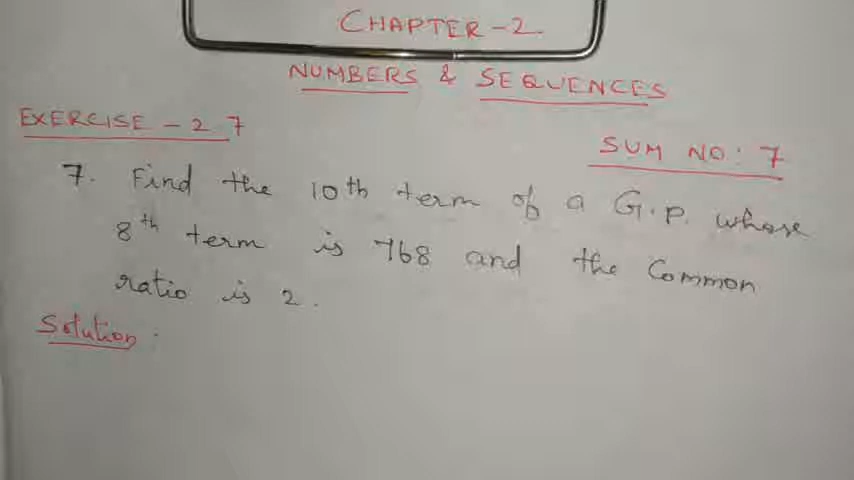 CHAPTER - 2.
NUMBERS & SEQUENCES
EXERCISE - 2 7
SUM NO: 7
7. Find the 10th term of a G.P. whose
8th term is 768 and the Common
ratio is 2.
Solution: